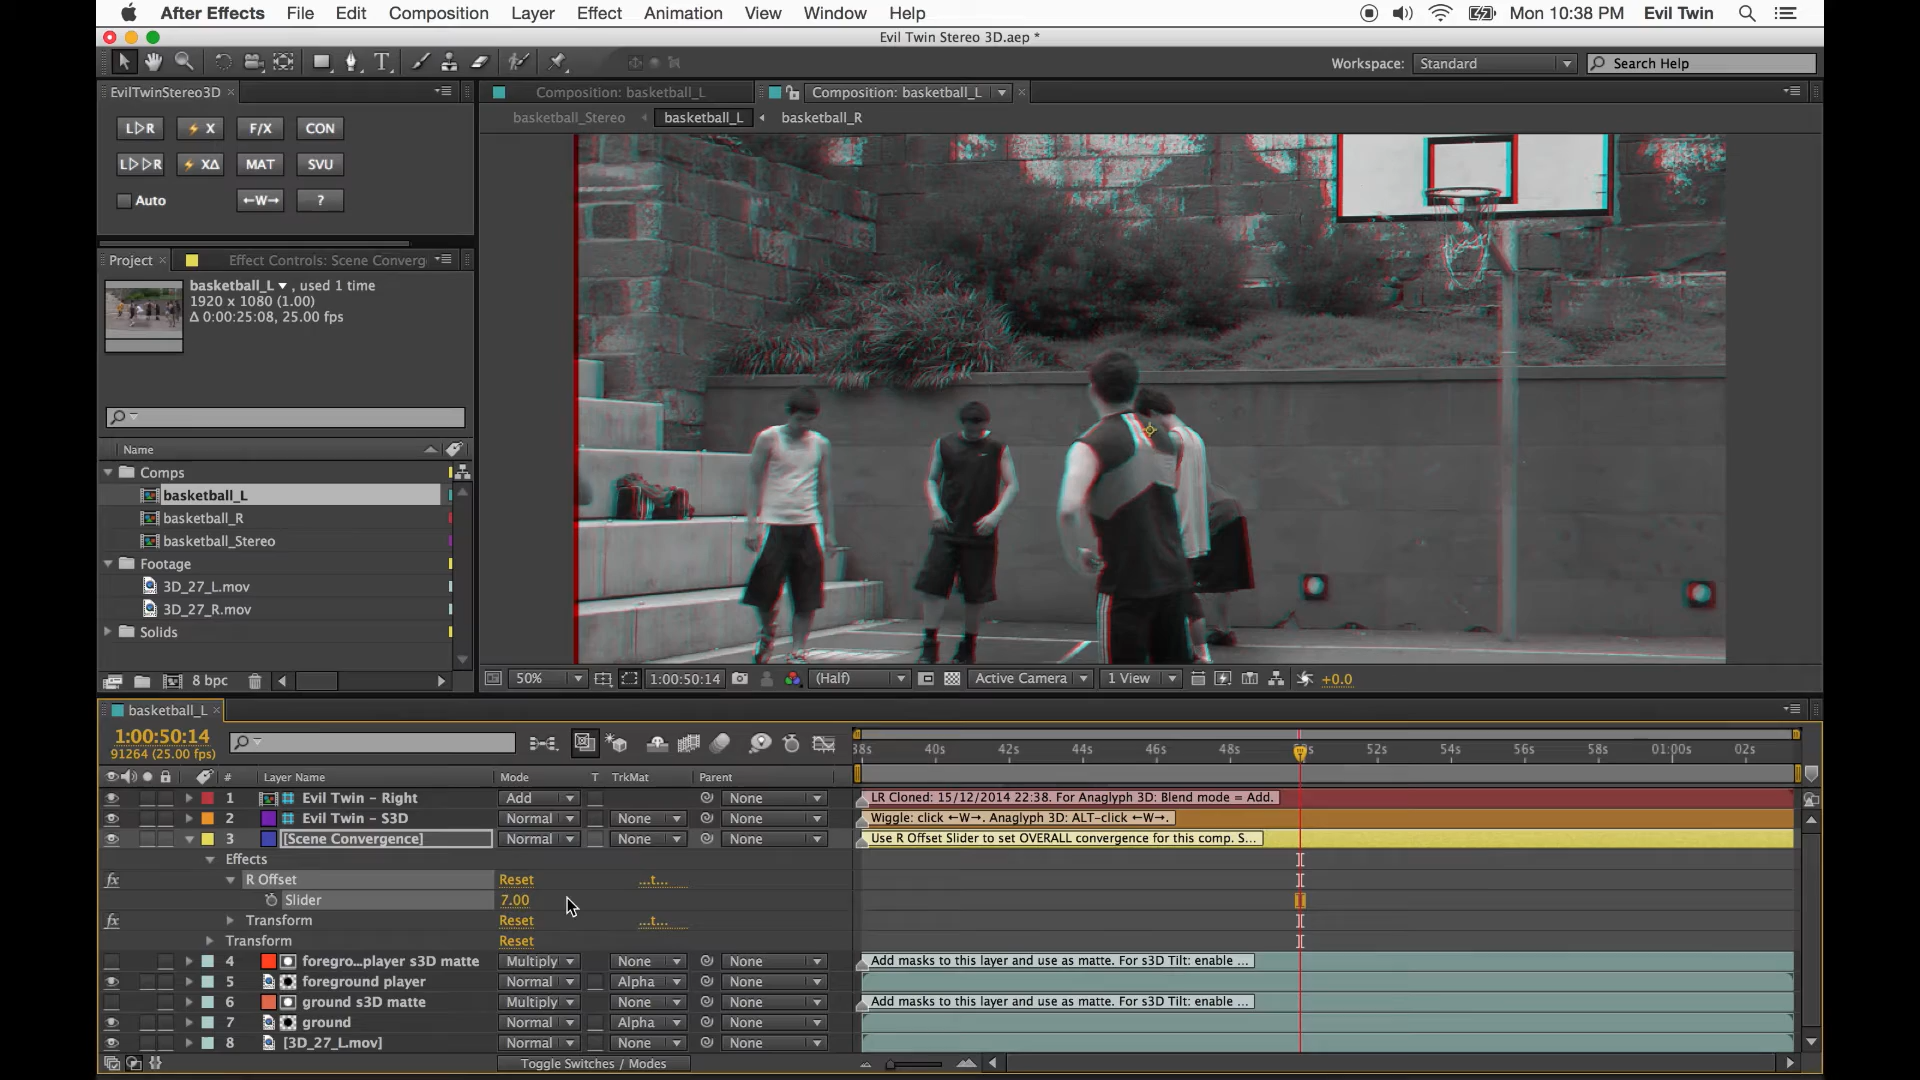 After Effects File Edit Composition Layer Effect Animation View Window Help Mon 10:38 PM Evil Twin
Evil Twin Stereo 3D.aep *
T Workspace: Standard Search Help
EvilTwinStereo3D
L▷R ⚡X F/X CON
L▷▷R ⚡X∆ MAT SVU
Auto ←W→ ?
Composition: basketball_L Composition: basketball_L
basketball_Stereo basketball_L basketball_R
Project Effect Controls: Scene Converg
basketball_L ▼, used 1 time
1920 x 1080 (1.00)
∆ 0:00:25:08, 25.00 fps
Name
Comps
basketball_L
basketball_R
basketball_Stereo
Footage
3D_27_L.mov
3D_27_R.mov
Solids
8 bpc
50% 1:00:50:14 (Half) Active Camera 1 View +0.0
basketball_L
1:00:50:14
91264 (25.00 fps)
38s 40s 42s 44s 46s 48s 52s 54s 56s 58s 01:00s 02s
# Layer Name Mode T TrkMat Parent
1 Evil Twin - Right Add None LR Cloned: 15/12/2014 22:38. For Anaglyph 3D: Blend mode = Add.
2 Evil Twin - S3D Normal None None Wiggle: click ←W→. Anaglyph 3D: ALT-click ←W→.
3 [Scene Convergence] Normal None None Use R Offset Slider to set OVERALL convergence for this comp. S...
Effects
fx R Offset Reset ...t...
Slider 7.00
fx Transform Reset ...t...
Transform Reset
4 foregro...player s3D matte Multiply None None Add masks to this layer and use as matte. For s3D Tilt: enable ...
5 foreground player Normal Alpha None
6 ground s3D matte Multiply None None Add masks to this layer and use as matte. For s3D Tilt: enable ...
7 ground Normal Alpha None
8 [3D_27_L.mov] Normal None None
Toggle Switches / Modes